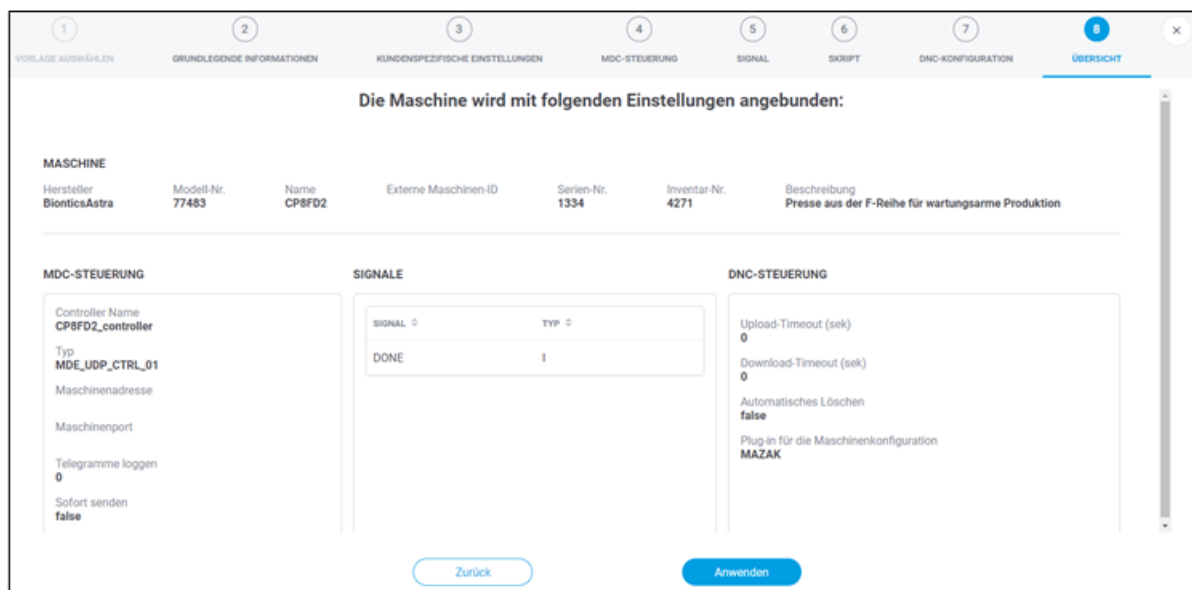 1 2 3 4 5 6 7 8 ×
VORLAGE AUSWÄHLEN GRUNDLEGENDE INFORMATIONEN KUNDENSPEZIFISCHE EINSTELLUNGEN MDC-STEUERUNG SIGNAL SKRIPT DNC-KONFIGURATION ÜBERSICHT
Die Maschine wird mit folgenden Einstellungen angebunden:
MASCHINE
Hersteller Modell-Nr. Name Externe Maschinen-ID Serien-Nr. Inventar-Nr. Beschreibung
BionticsAstra 77483 CP8FD2 1334 4271 Presse aus der F-Reihe für wartungsarme Produktion
MDC-STEUERUNG
Controller Name
CP8FD2_controller
Typ
MDE_UDP_CTRL_01
Maschinenadresse
Maschinenport
Telegramme loggen
0
Sofort senden
false
SIGNALE
SIGNAL TYP
DONE I
DNC-STEUERUNG
Upload-Timeout (sek)
0
Download-Timeout (sek)
0
Automatisches Löschen
false
Plug-in für die Maschinenkonfiguration
MAZAK
Zurück Anwenden